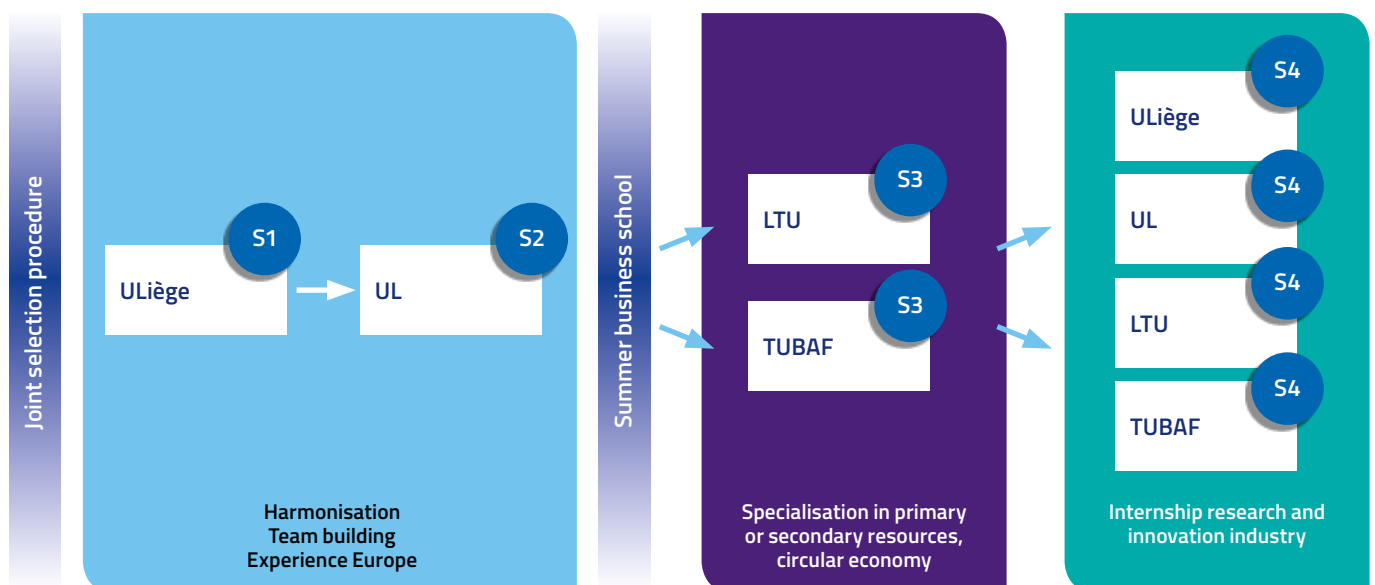 Joint selection procedure
S1
ULiège
S2
UL
Harmonisation
Team building
Experience Europe
Summer business school
S3
LTU
S3
TUBAF
Specialisation in primary
or secondary resources,
circular economy
S4
ULiège
S4
UL
S4
LTU
S4
TUBAF
Internship research and
innovation industry